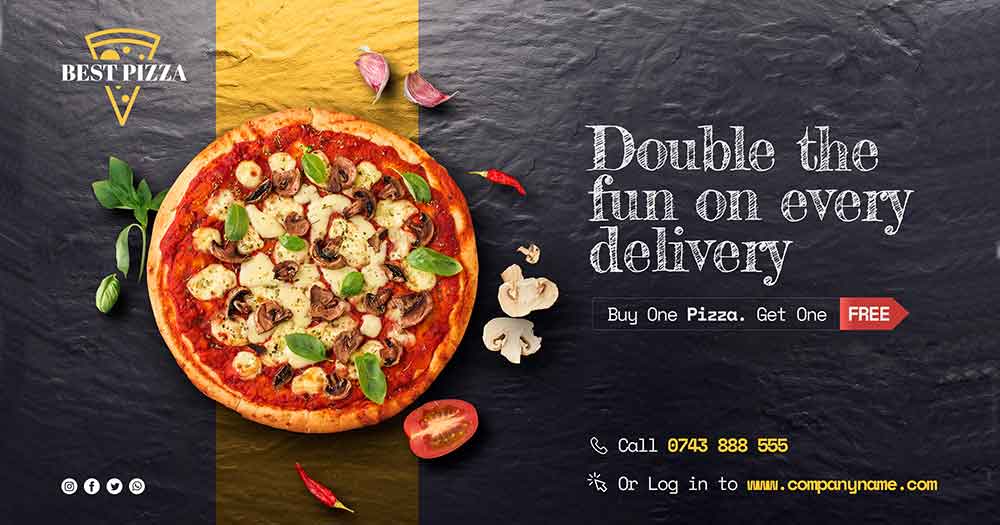 BEST PIZZA
Double the
fun on every
delivery
Buy One Pizza. Get One FREE
Call 0743 888 555
Or Log in to www.companyname.com